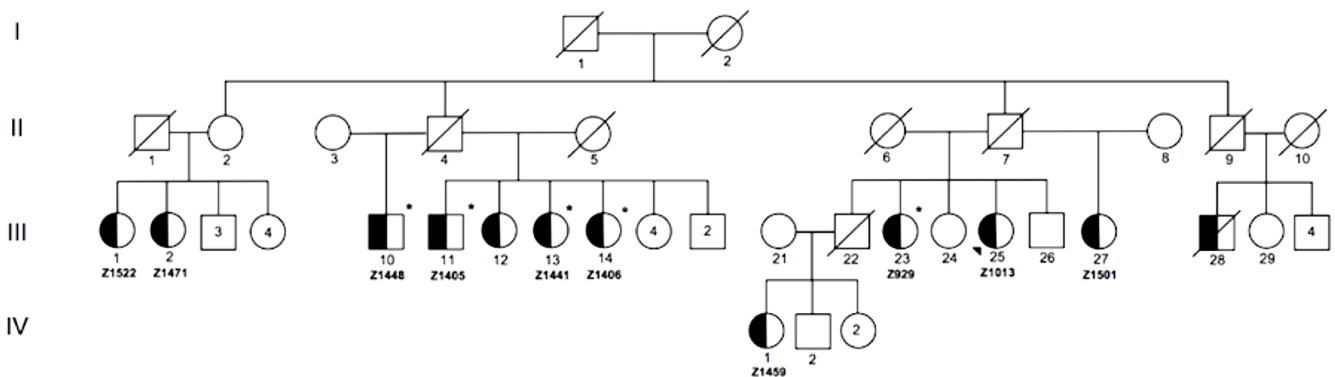 I
1 2
II
1 2 3 4 5 6 7 8 9 10
* * * * *
III
3 4 4 2 4
1 2 10 11 12 13 14 21 22 23 24 25 26 27 28 29
Z1522 Z1471 Z1448 Z1405 Z1441 Z1406 Z929 Z1013 Z1501
IV
2
1 2
Z1459